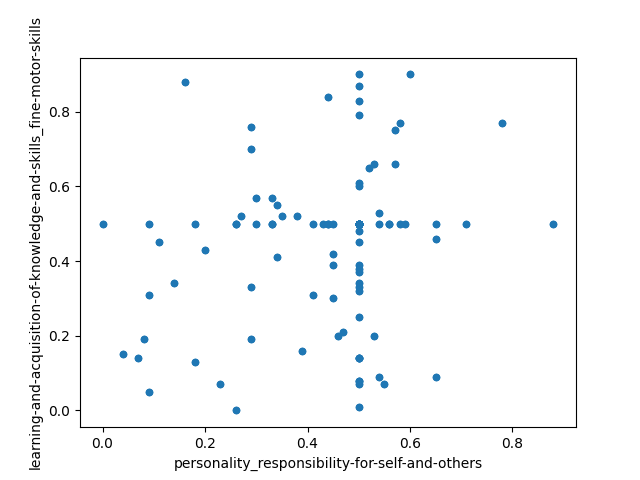 learning-and-acquisition-of-knowledge-and-skills_fine-motor-skills
0.8
0.6
0.4
0.2
0.0
0.0 0.2 0.4 0.6 0.8
personality_responsibility-for-self-and-others